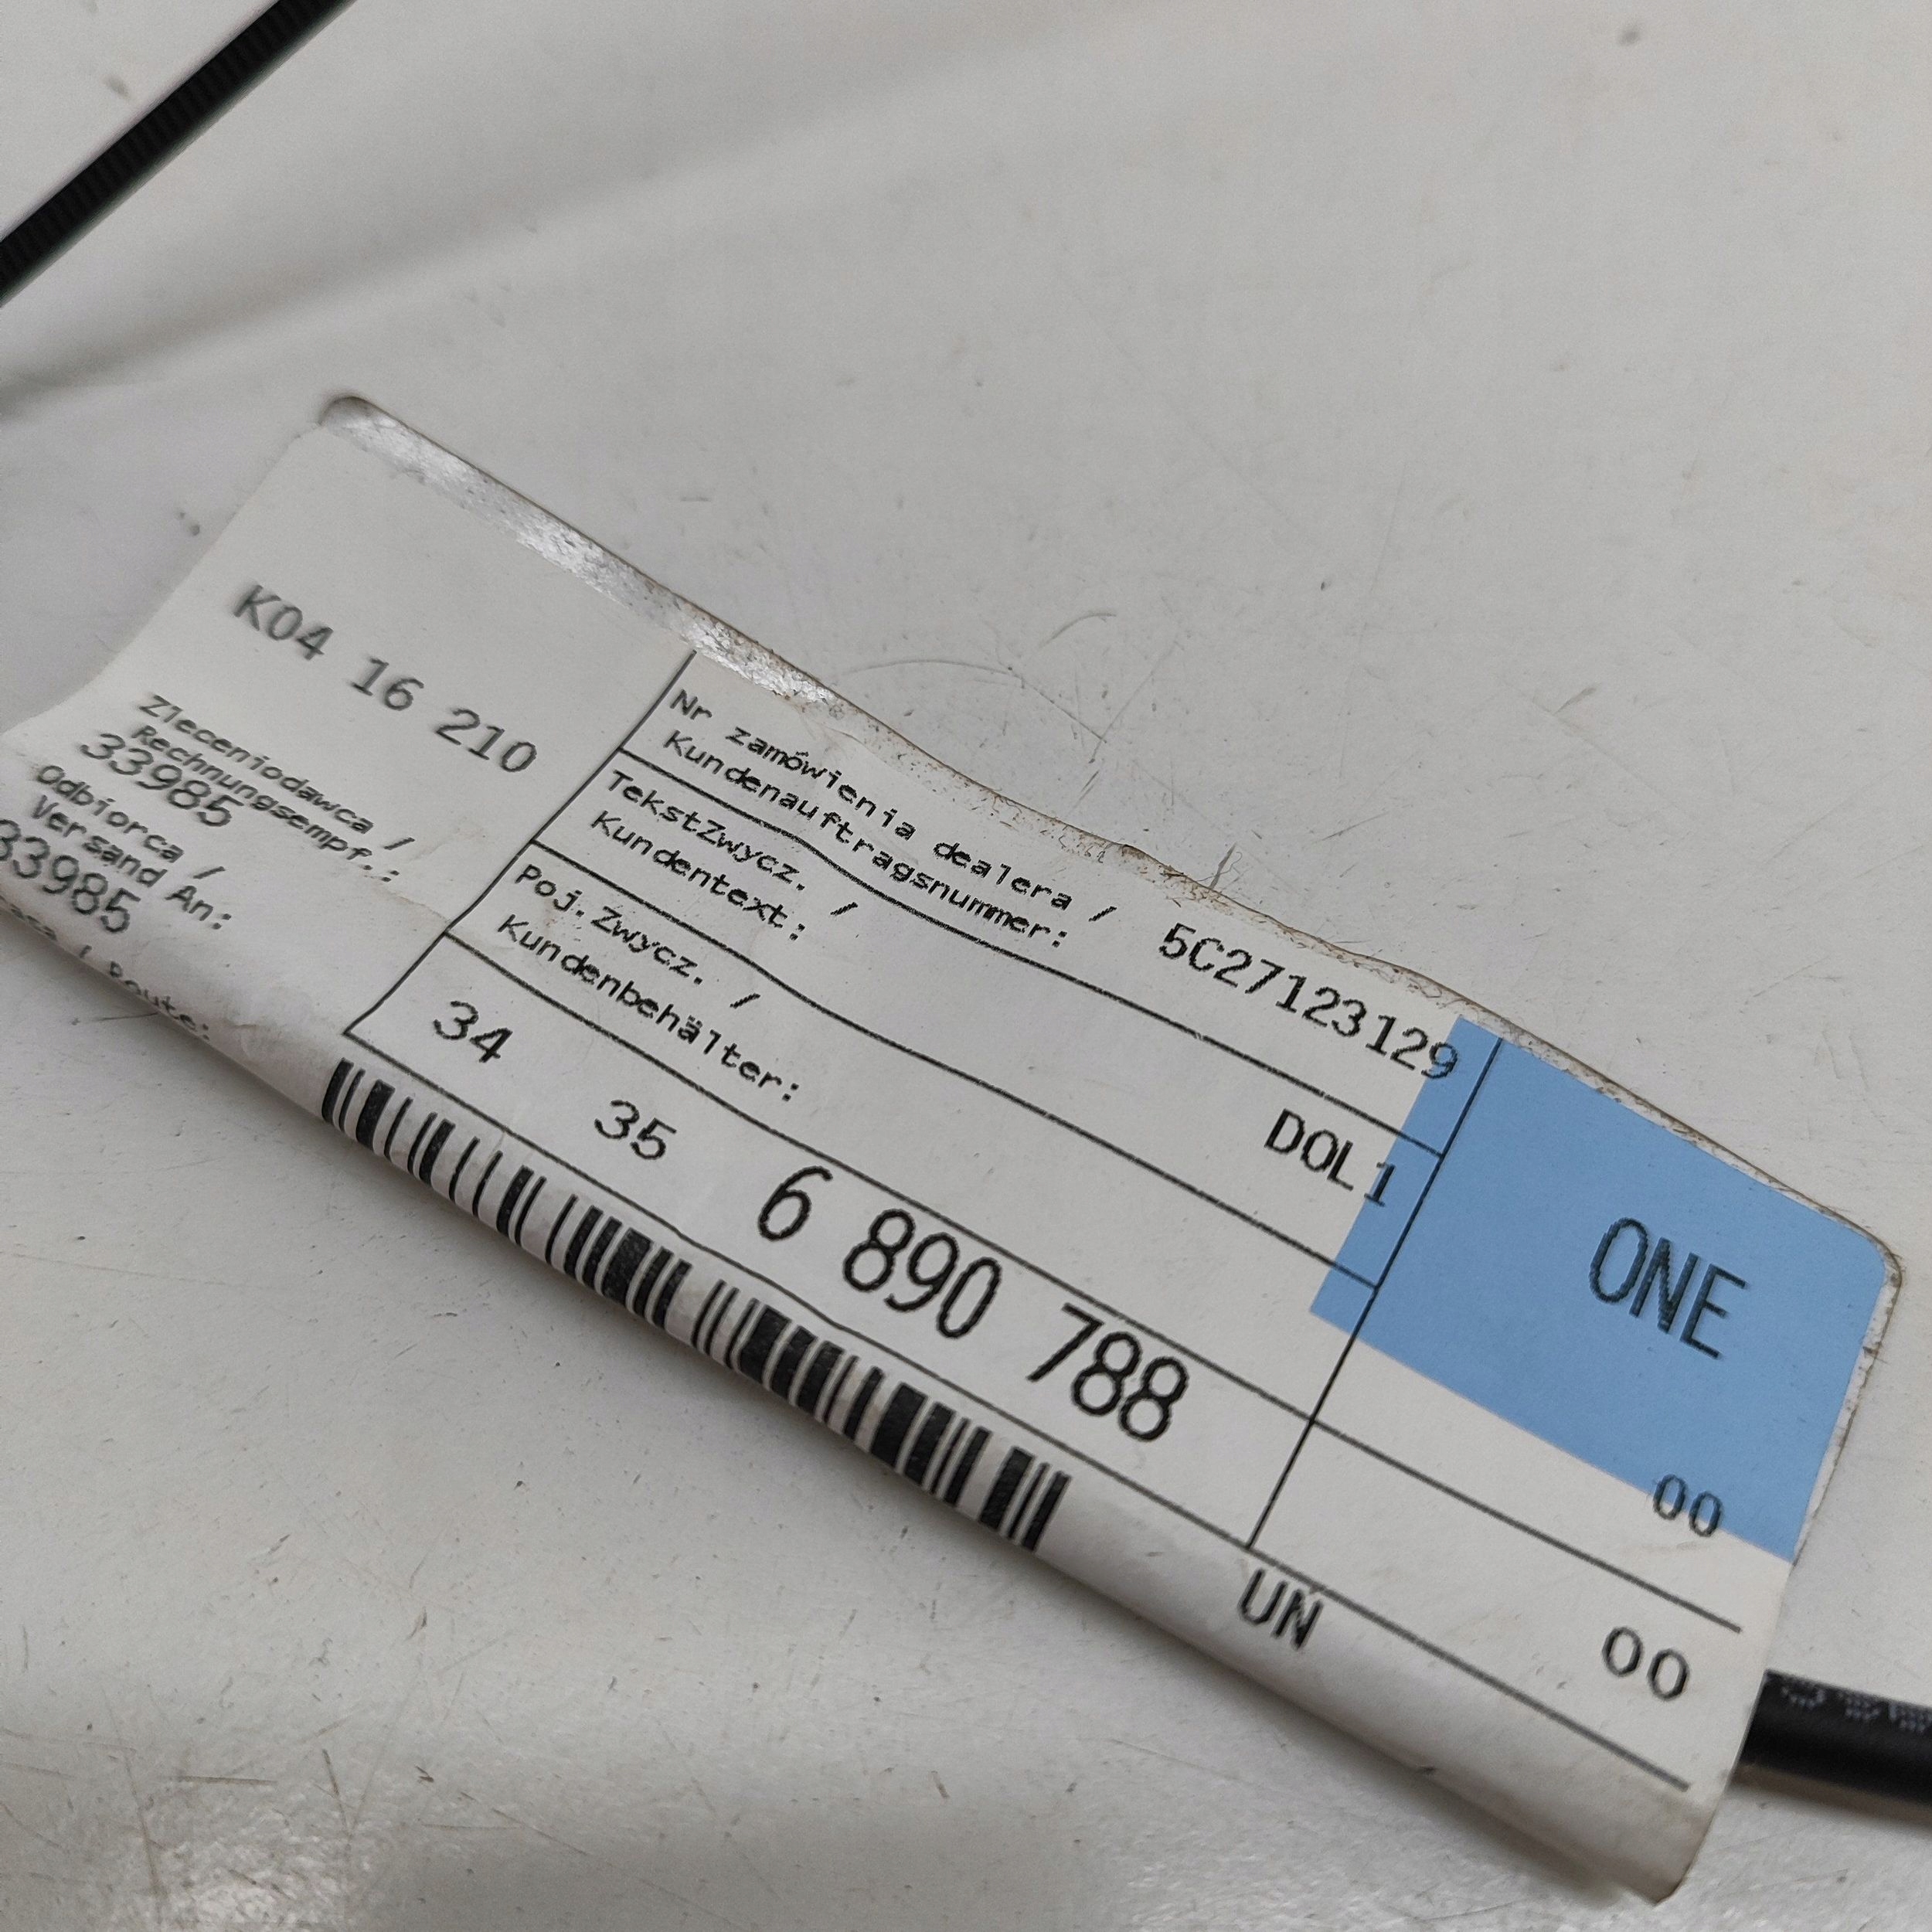 K04 16 210
Zleceniodawca /
Rechnungsempf.:
33985
Odbiorca /
Versand An:
33985
Route:
Nr zamówienia dealera /
Kundenauftragsnummer:
5C27123129
TekstZwycz. /
Kundentext:
DOL1
Poj.Zwycz. /
Kundenbehälter:
ONE
00
34 35 6 890 788
00
UN